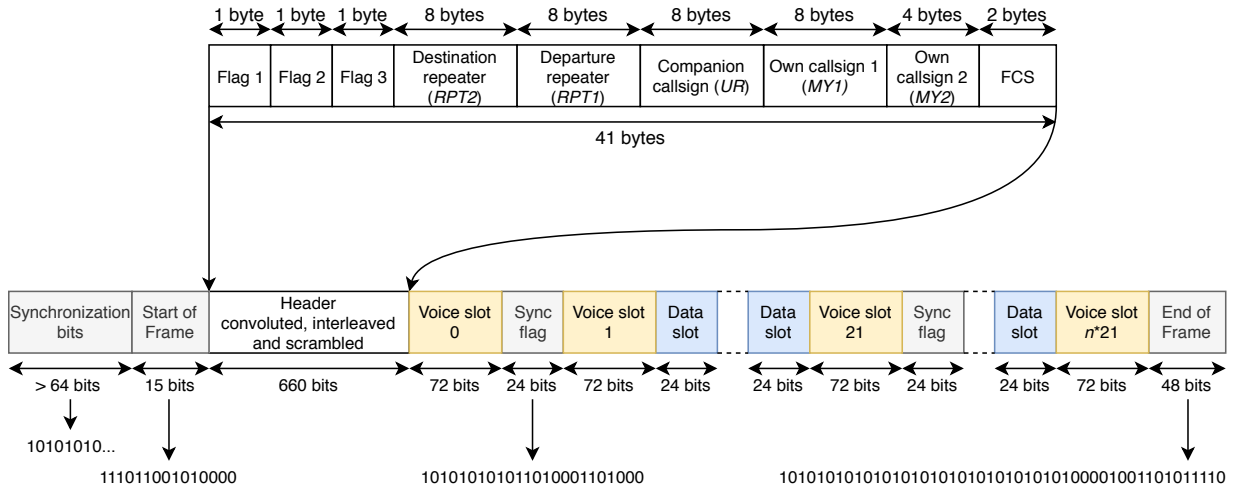 1 byte 1 byte 1 byte 8 bytes 8 bytes 8 bytes 8 bytes 4 bytes 2 bytes
Flag 1
Flag 2
Flag 3
Destination
repeater
(RPT2)
Departure
repeater
(RPT1)
Companion
callsign (UR)
Own callsign 1
(MY1)
Own
callsign 2
(MY2)
FCS
41 bytes
Synchronization
bits
Start of
Frame
Header
convoluted, interleaved
and scrambled
Voice slot
0
Sync
flag
Voice slot
1
Data
slot
Data
slot
Voice slot
21
Sync
flag
Data
slot
Voice slot
n*21
End of
Frame
> 64 bits 15 bits 660 bits 72 bits 24 bits 72 bits 24 bits 24 bits 72 bits 24 bits 24 bits 72 bits 48 bits
10101010...
111011001010000 101010101011010001101000 101010101010101010101010101010100001001101011110